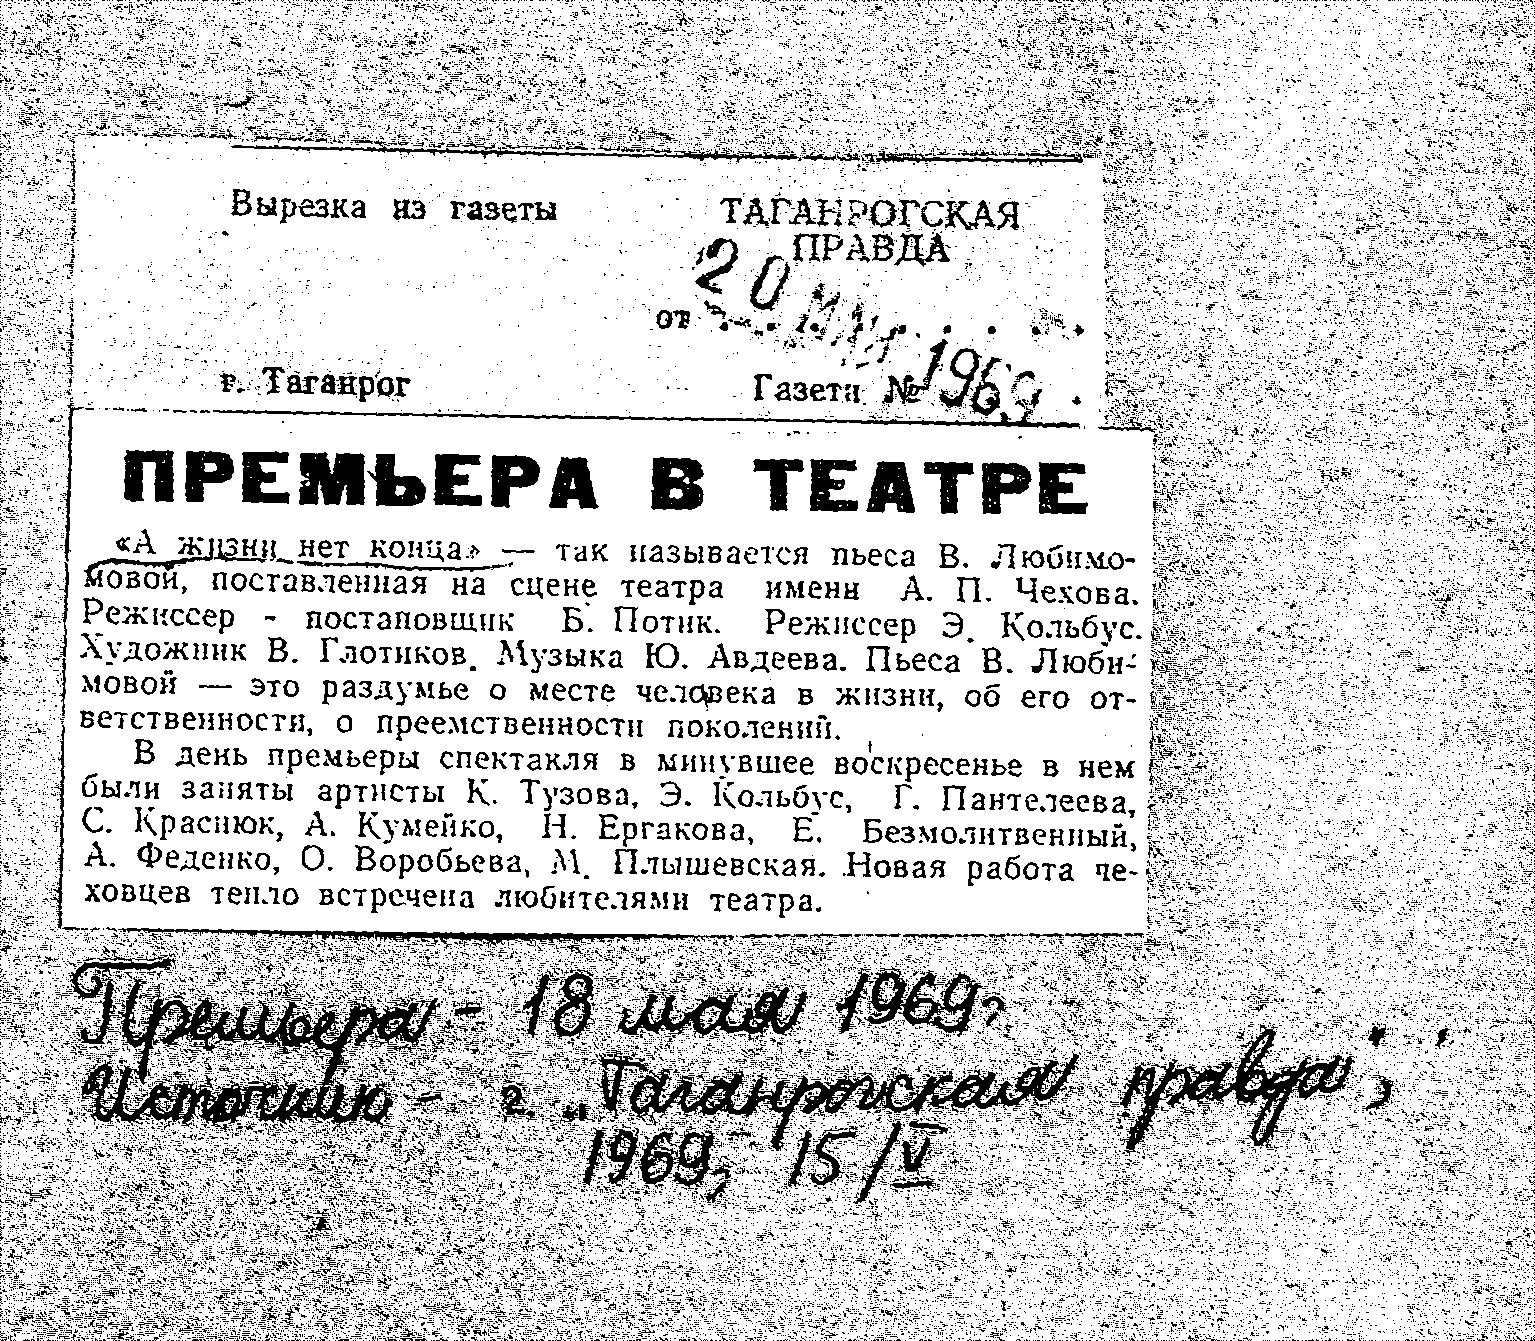 Вырезка из газеты
ТАГАНРОГСКАЯ
ПРАВДА
от 20 МАЯ 1969
г. Таганрог
Газета №
ПРЕМЬЕРА В ТЕАТРЕ
«А жизни нет конца» — так называется пьеса В. Любимо-
мовой, поставленная на сцене театра имени А. П. Чехова.
Режиссер - постановщик Б. Потик. Режиссер Э. Кольбус.
Художник В. Глотиков. Музыка Ю. Авдеева. Пьеса В. Люби-
мовой — это раздумье о месте человека в жизни, об его от-
ветственности, о преемственности поколений.
В день премьеры спектакля в минувшее воскресенье в нем
были заняты артисты К. Тузова, Э. Кольбус, Г. Пантелеева,
С. Краснюк, А. Кумейко, Н. Ергакова, Е. Безмолитвенный,
А. Феденко, О. Воробьева, М. Плышевская. Новая работа че-
ховцев тепло встречена любителями театра.
Премьера - 18 мая 1969г
Источник - г. „Таганрогская правда",
1969, 15/V